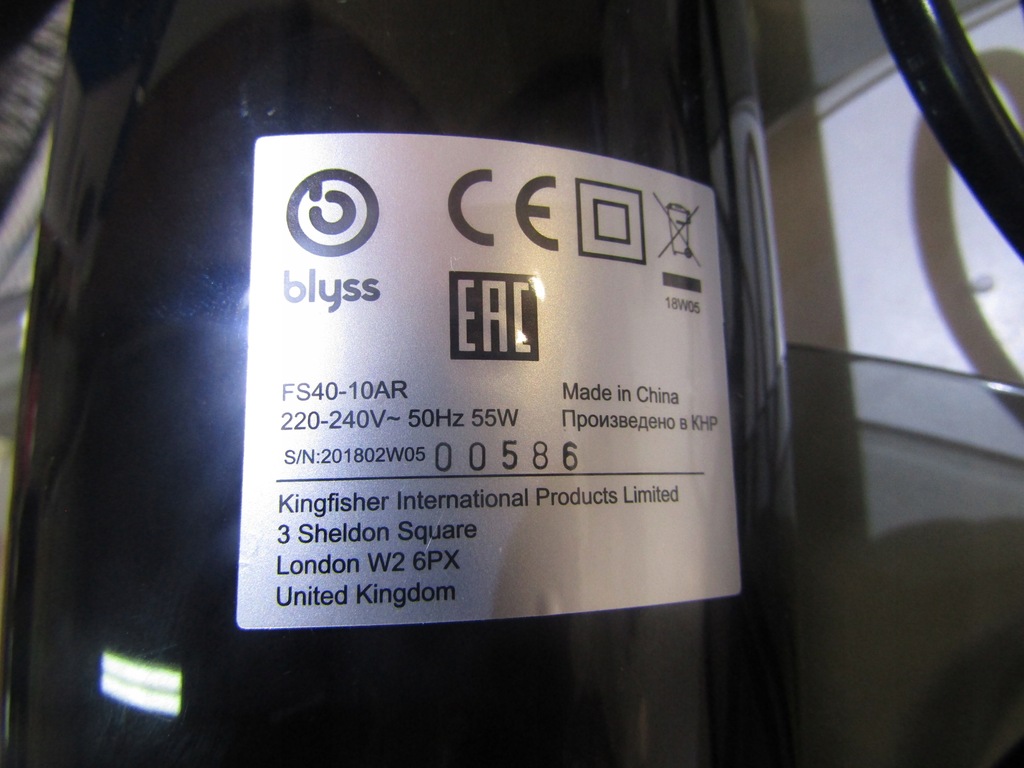 blyss
CE
18W05
EAC
FS40-10AR
220-240V~ 50Hz 55W
Made in China
Произведено в КНР
S/N:201802W05 00586
Kingfisher International Products Limited
3 Sheldon Square
London W2 6PX
United Kingdom